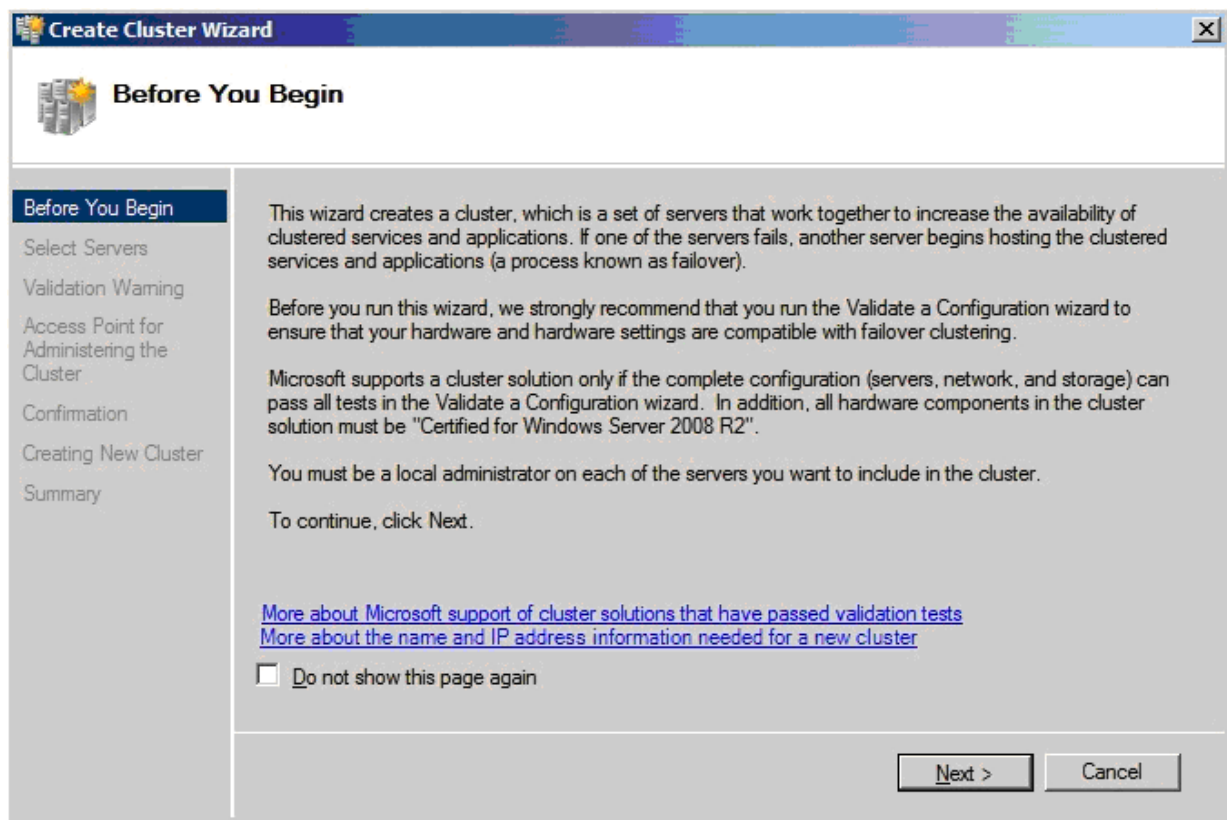 Create Cluster Wizard
Before You Begin
Before You Begin
Select Servers
Validation Warning
Access Point for
Administering the
Cluster
Confirmation
Creating New Cluster
Summary
This wizard creates a cluster, which is a set of servers that work together to increase the availability of
clustered services and applications. If one of the servers fails, another server begins hosting the clustered
services and applications (a process known as failover).
Before you run this wizard, we strongly recommend that you run the Validate a Configuration wizard to
ensure that your hardware and hardware settings are compatible with failover clustering.
Microsoft supports a cluster solution only if the complete configuration (servers, network, and storage) can
pass all tests in the Validate a Configuration wizard.  In addition, all hardware components in the cluster
solution must be "Certified for Windows Server 2008 R2".
You must be a local administrator on each of the servers you want to include in the cluster.
To continue, click Next.
More about Microsoft support of cluster solutions that have passed validation tests
More about the name and IP address information needed for a new cluster
Do not show this page again
Next >
Cancel